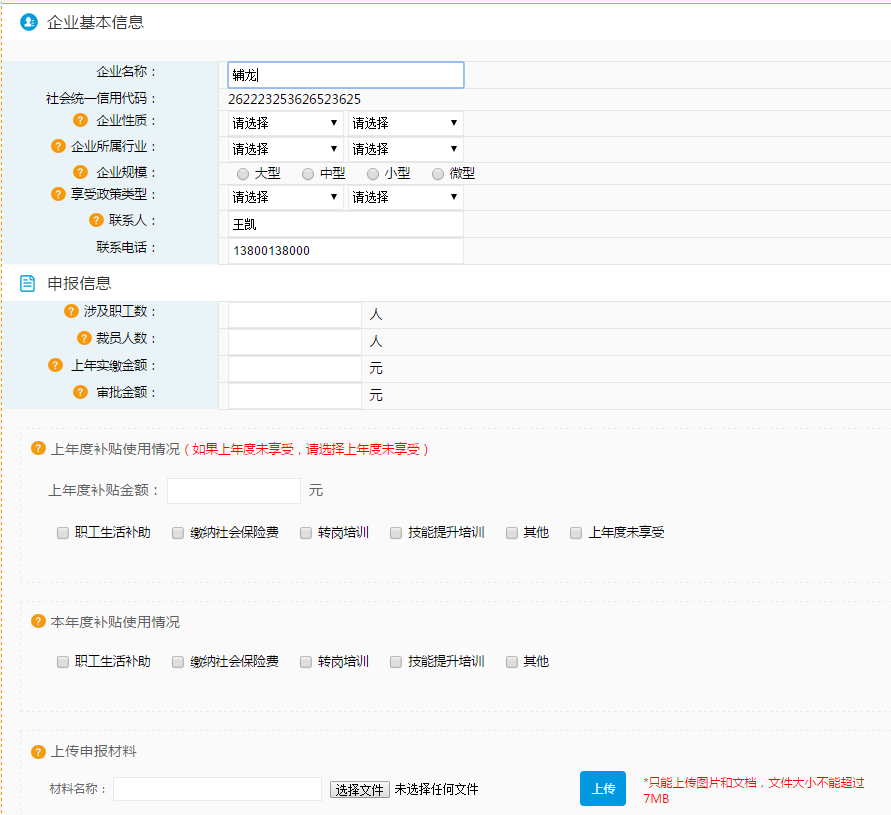 企业基本信息
企业名称： 辅龙
社会统一信用代码： 262223253626523625
? 企业性质： 请选择 请选择
? 企业所属行业： 请选择 请选择
? 企业规模： 大型 中型 小型 微型
? 享受政策类型： 请选择 请选择
? 联系人： 王凯
联系电话： 13800138000
申报信息
? 涉及职工数： 人
? 裁员人数： 人
? 上年实缴金额： 元
? 审批金额： 元
? 上年度补贴使用情况（如果上年度未享受，请选择上年度未享受）
上年度补贴金额： 元
职工生活补助 缴纳社会保险费 转岗培训 技能提升培训 其他 上年度未享受
? 本年度补贴使用情况
职工生活补助 缴纳社会保险费 转岗培训 技能提升培训 其他
? 上传申报材料
材料名称： 选择文件 未选择任何文件 上传 *只能上传图片和文档，文件大小不能超过
7MB